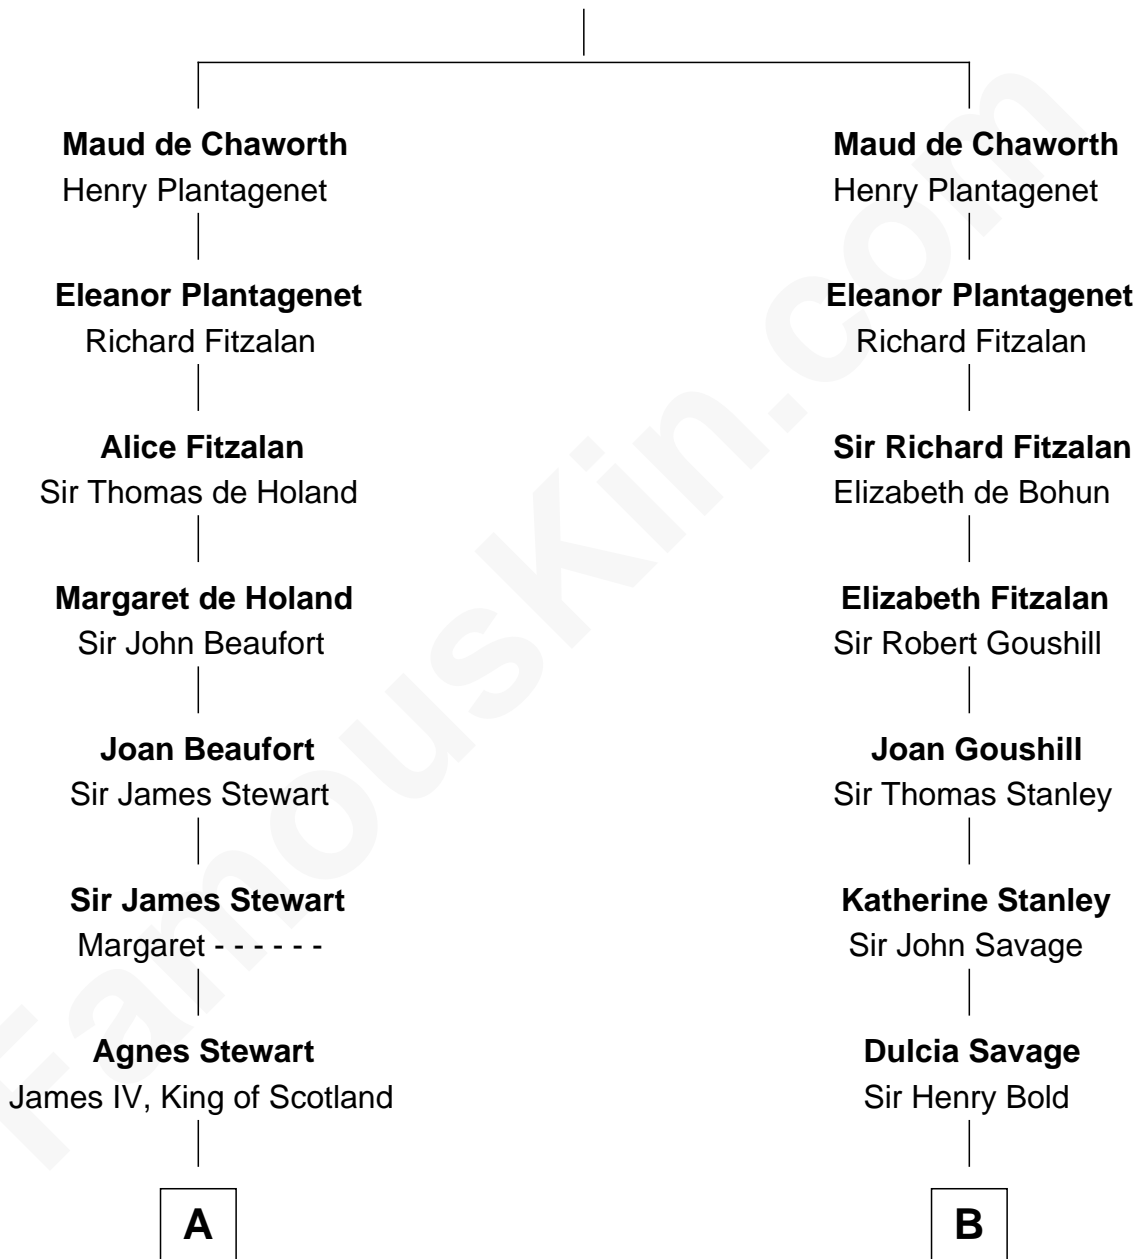 Maud de Chaworth
Henry Plantagenet
Eleanor Plantagenet
Richard Fitzalan
Alice Fitzalan
Sir Thomas de Holand
Margaret de Holand
Sir John Beaufort
Joan Beaufort
Sir James Stewart
Sir James Stewart
Margaret - - - - - -
Agnes Stewart
James IV, King of Scotland
A
Maud de Chaworth
Henry Plantagenet
Eleanor Plantagenet
Richard Fitzalan
Sir Richard Fitzalan
Elizabeth de Bohun
Elizabeth Fitzalan
Sir Robert Goushill
Joan Goushill
Sir Thomas Stanley
Katherine Stanley
Sir John Savage
Dulcia Savage
Sir Henry Bold
B
FamousKin.com